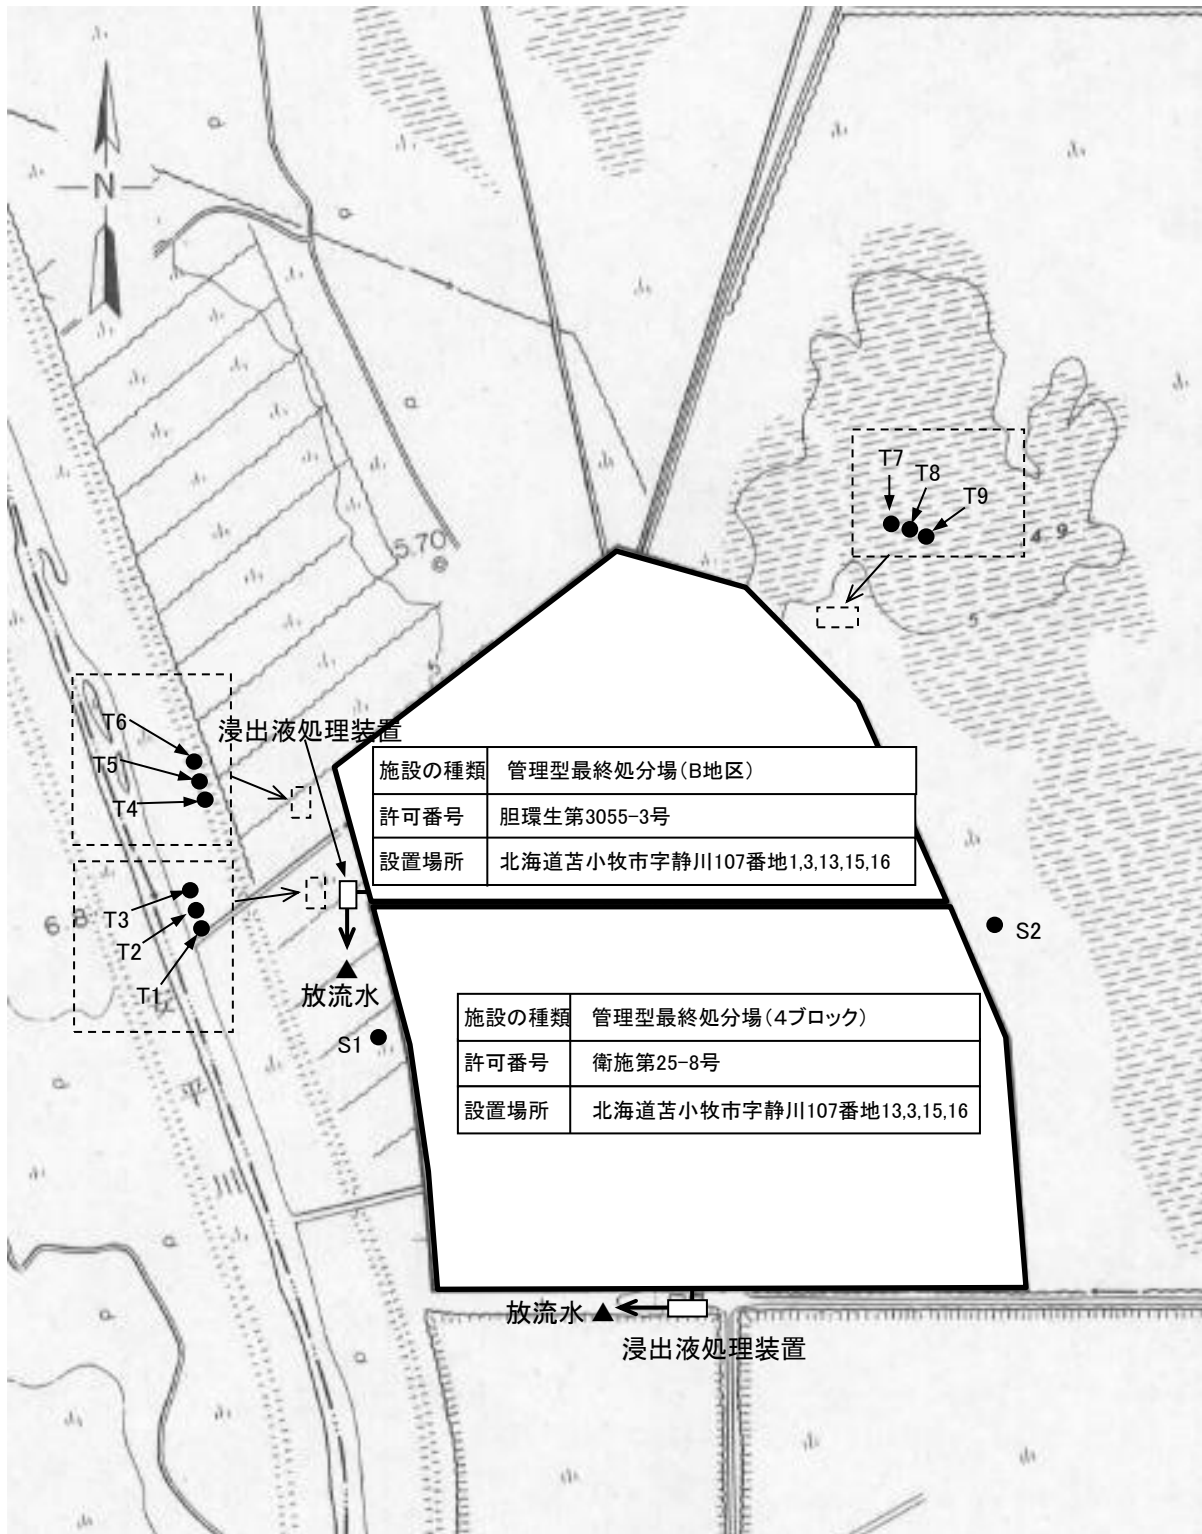 N
5.70
T7
T8
T9
4 9
5
T6
T5
T4
浸出液処理装置
施設の種類 管理型最終処分場(B地区)
許可番号 胆環生第3055-3号
設置場所 北海道苫小牧市字静川107番地1,3,13,15,16
T3
T2
T1
6 8
放流水
S1
S2
施設の種類 管理型最終処分場(4ブロック)
許可番号 衛施第25-8号
設置場所 北海道苫小牧市字静川107番地13,3,15,16
放流水
浸出液処理装置